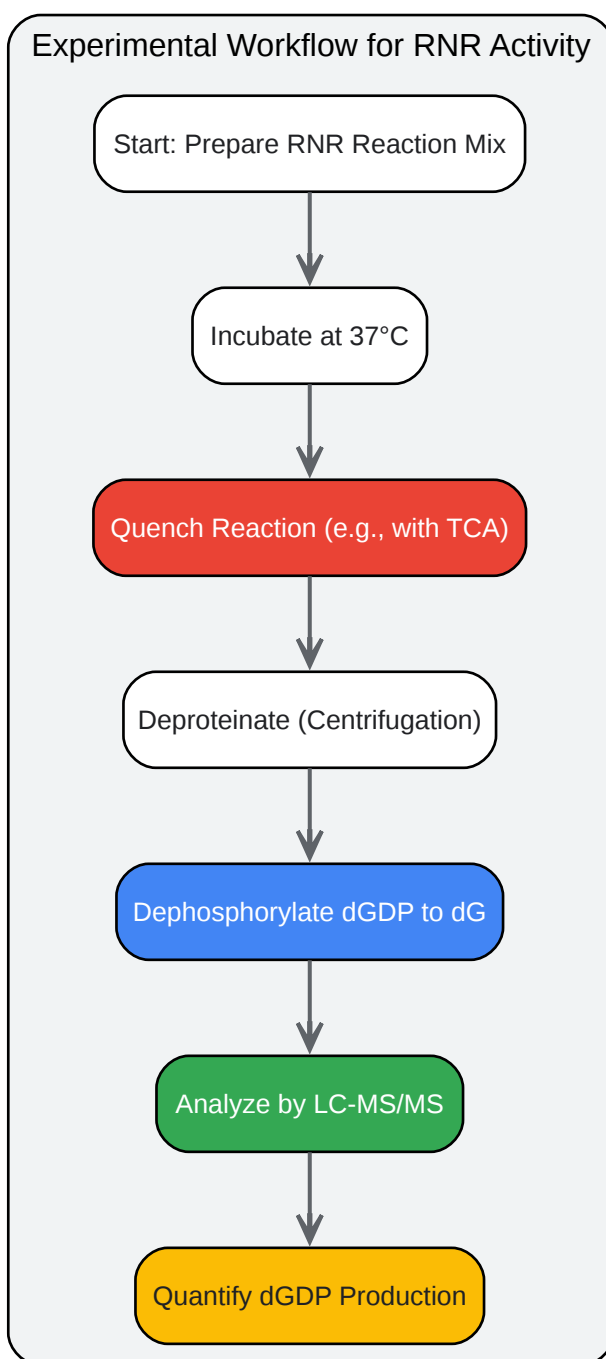 Experimental Workflow for RNR Activity
Start: Prepare RNR Reaction Mix
Incubate at 37°C
Quench Reaction (e.g., with TCA)
Deproteinate (Centrifugation)
Dephosphorylate dGDP to dG
Analyze by LC-MS/MS
Quantify dGDP Production